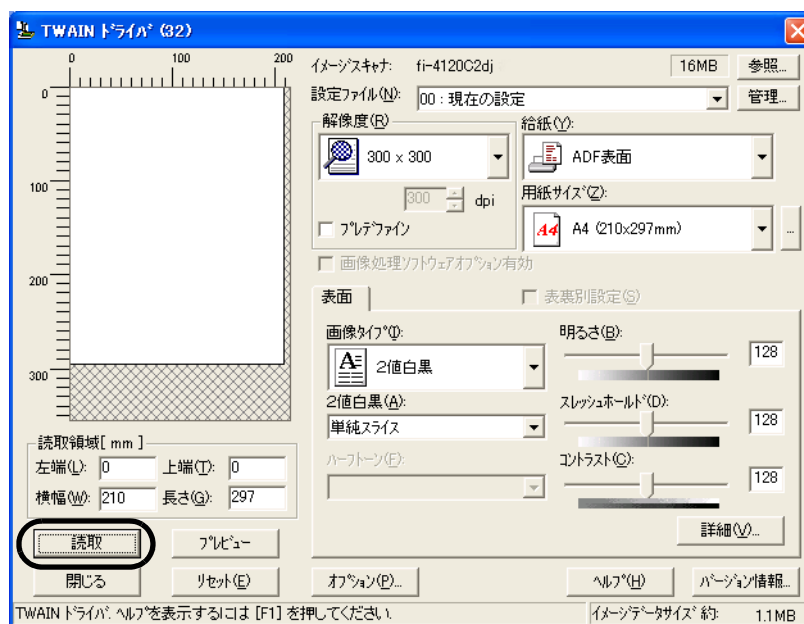 TWAIN ﾄﾞﾗｲﾊﾞ (32)
0 100 200
0
100
200
300
ｲﾒｰｼﾞｽｷｬﾅ: fi-4120C2dj 16MB 参照...
設定ﾌｧｲﾙ(N): 00 : 現在の設定 管理...
解像度(R)
300 x 300
300 dpi
ﾌﾟﾚﾃﾞﾌｧｲﾝ
給紙(Y):
ADF表面
用紙ｻｲｽﾞ(Z):
A4 A4 (210x297mm) ...
画像処理ｿﾌﾄｳｪｱｵﾌﾟｼｮﾝ有効
表面
表裏別設定(S)
画像ﾀｲﾌﾟ(I):
A 2値白黒
2値白黒(A):
単純ｽﾗｲｽ
ﾊｰﾌﾄｰﾝ(F):
明るさ(B):
128
ｽﾚｯｼｭﾎｰﾙﾄﾞ(D):
128
ｺﾝﾄﾗｽﾄ(C):
128
詳細(V)...
読取領域[ mm ]
左端(L): 0 上端(T): 0
横幅(W): 210 長さ(G): 297
読取 ﾌﾟﾚﾋﾞｭｰ
閉じる ﾘｾｯﾄ(E) ｵﾌﾟｼｮﾝ(P)... ﾍﾙﾌﾟ(H) ﾊﾞｰｼﾞｮﾝ情報...
TWAIN ﾄﾞﾗｲﾊﾞ. ﾍﾙﾌﾟを表示するには [F1] を押してください. ｲﾒｰｼﾞﾃﾞｰﾀｻｲｽﾞ 約: 1.1MB